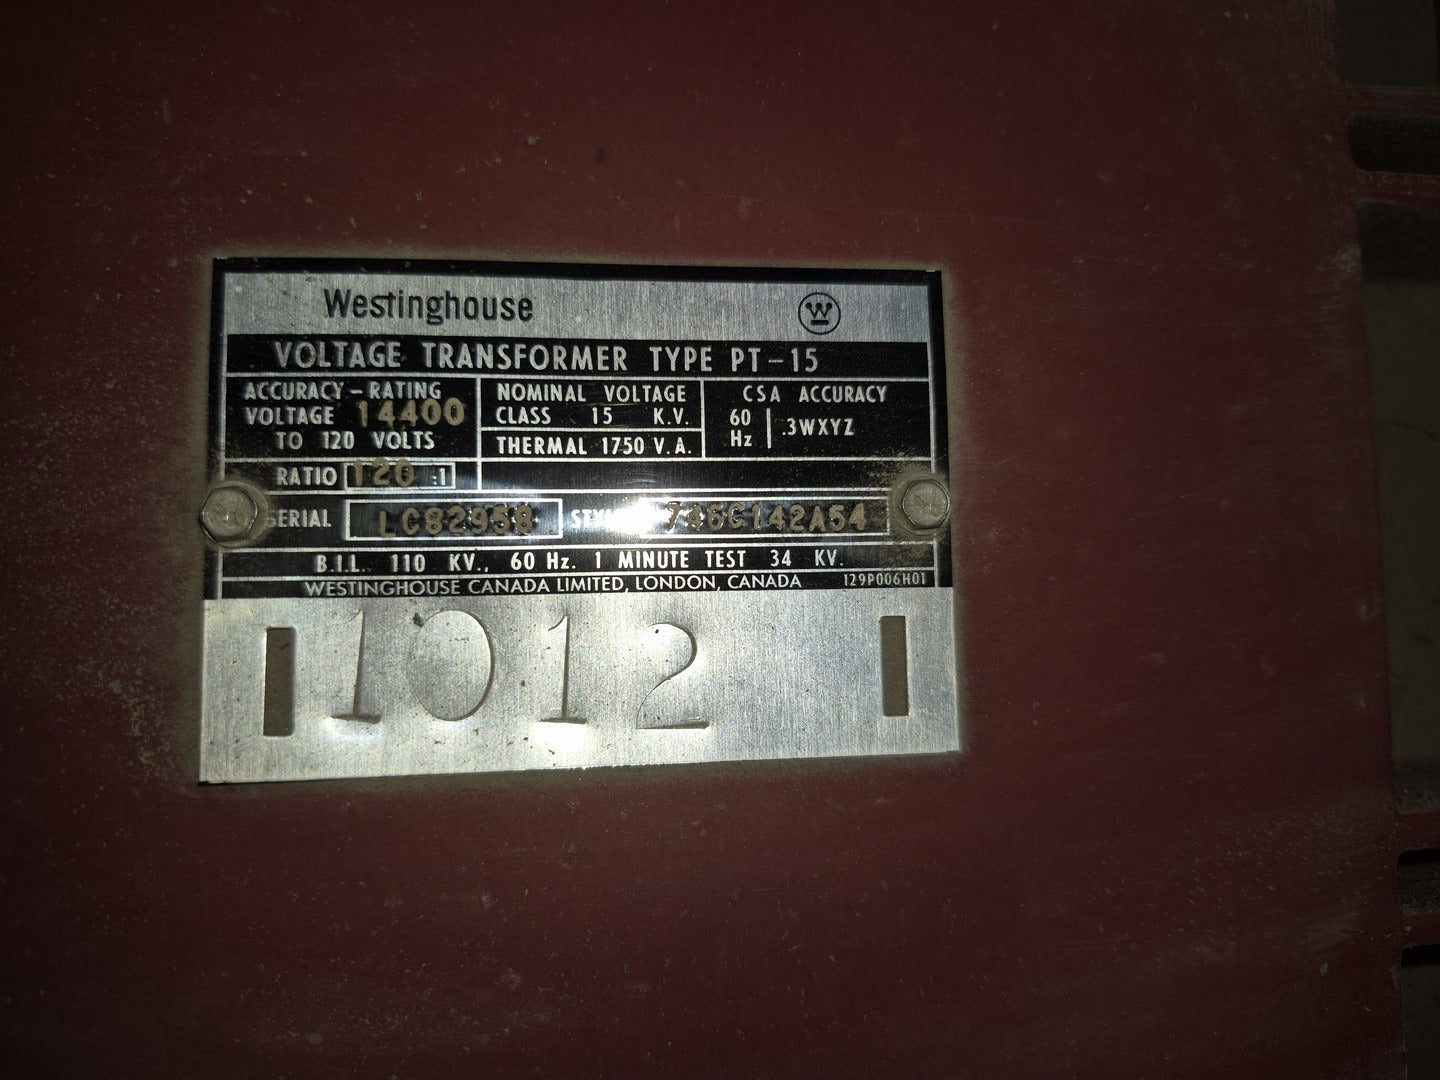 Westinghouse W
VOLTAGE TRANSFORMER TYPE PT-15
ACCURACY - RATING
VOLTAGE 14400
TO 120 VOLTS
NOMINAL VOLTAGE
CLASS 15 K.V.
THERMAL 1750 V.A.
CSA ACCURACY
60 Hz .3WXYZ
RATIO 120 :1
SERIAL LC82958
746C142A54
B.I.L. 110 KV., 60 Hz. 1 MINUTE TEST 34 KV.
WESTINGHOUSE CANADA LIMITED, LONDON, CANADA 129P006H01
1012